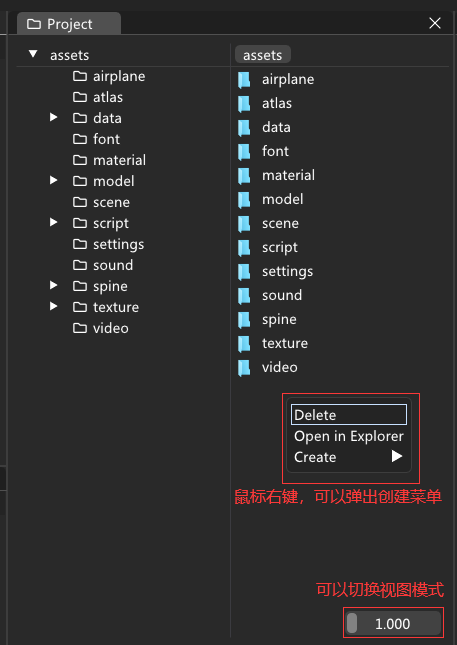 Project
assets
airplane
atlas
data
font
material
model
scene
script
settings
sound
spine
texture
video
assets
airplane
atlas
data
font
material
model
scene
script
settings
sound
spine
texture
video
Delete
Open in Explorer
Create
鼠标右键，可以弹出创建菜单
可以切换视图模式
1.000